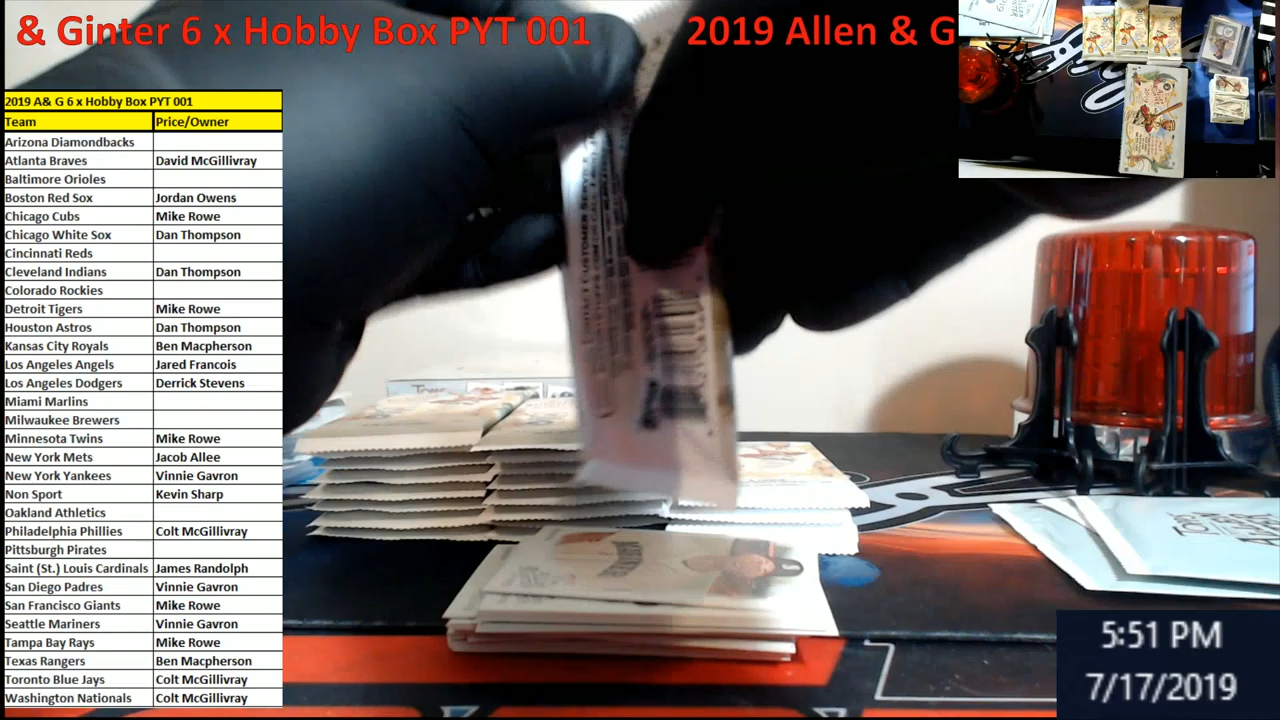 & Ginter 6 x Hobby Box PYT 001 2019 Allen & G
2019 A& G 6 x Hobby Box PYT 001
Team Price/Owner
Arizona Diamondbacks
Atlanta Braves David McGillivray
Baltimore Orioles
Boston Red Sox Jordan Owens
Chicago Cubs Mike Rowe
Chicago White Sox Dan Thompson
Cincinnati Reds
Cleveland Indians Dan Thompson
Colorado Rockies
Detroit Tigers Mike Rowe
Houston Astros Dan Thompson
Kansas City Royals Ben Macpherson
Los Angeles Angels Jared Francois
Los Angeles Dodgers Derrick Stevens
Miami Marlins
Milwaukee Brewers
Minnesota Twins Mike Rowe
New York Mets Jacob Allee
New York Yankees Vinnie Gavron
Non Sport Kevin Sharp
Oakland Athletics
Philadelphia Phillies Colt McGillivray
Pittsburgh Pirates
Saint (St.) Louis Cardinals James Randolph
San Diego Padres Vinnie Gavron
San Francisco Giants Mike Rowe
Seattle Mariners Vinnie Gavron
Tampa Bay Rays Mike Rowe
Texas Rangers Ben Macpherson
Toronto Blue Jays Colt McGillivray
Washington Nationals Colt McGillivray
5:51 PM
7/17/2019